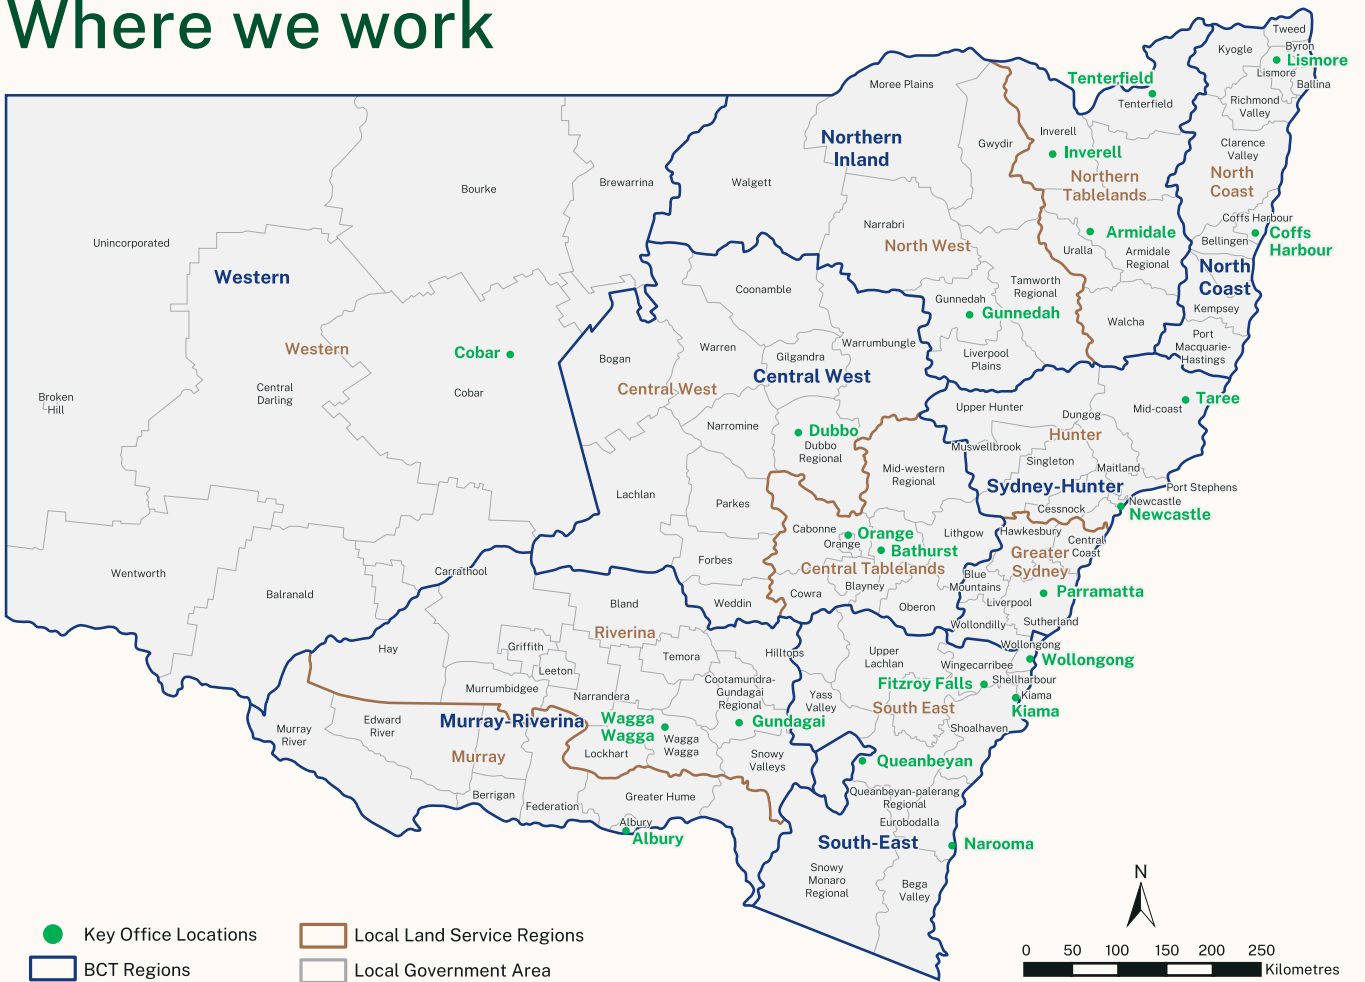 Where we work
Tweed
Kyogle
Byron
Lismore
Lismore
Ballina
Tenterfield
Tenterfield
Moree Plains
Richmond
Valley
Inverell
Northern
Inland
Gwydir
Inverell
Clarence
Valley
Northern
Tablelands
North
Coast
Bourke
Brewarrina
Walgett
Narrabri
North West
Armidale
Coffs Harbour
Coffs
Harbour
Bellingen
Unincorporated
Uralla
Armidale
Regional
Western
North
Coast
Coonamble
Tamworth
Regional
Gunnedah
Gunnedah
Kempsey
Walcha
Port
Macquarie-
Hastings
Western
Cobar
Bogan
Warren
Gilgandra
Warrumbungle
Liverpool
Plains
Central West
Central West
Central
Darling
Cobar
Broken
Hill
Taree
Mid-coast
Upper Hunter
Dungog
Narromine
Dubbo
Dubbo
Regional
Hunter
Muswellbrook
Singleton
Maitland
Mid-western
Regional
Sydney-Hunter
Port Stephens
Lachlan
Parkes
Newcastle
Newcastle
Cessnock
Cabonne
Orange
Orange
Bathurst
Lithgow
Hawkesbury
Central
Coast
Greater
Sydney
Forbes
Central Tablelands
Wentworth
Carrathool
Blue
Mountains
Blayney
Balranald
Cowra
Parramatta
Bland
Weddin
Oberon
Liverpool
Sutherland
Wollondilly
Riverina
Hay
Griffith
Temora
Hilltops
Upper
Lachlan
Wollongong
Wollongong
Wingecarribee
Leeton
Shellharbour
Fitzroy Falls
Murrumbidgee
Cootamundra-
Gundagai
Regional
Narrandera
Yass
Valley
South East
Kiama
Kiama
Murray
River
Edward
River
Murray-Riverina
Wagga
Wagga
Gundagai
Shoalhaven
Murray
Lockhart
Wagga
Wagga
Snowy
Valleys
Queanbeyan
Berrigan
Federation
Greater Hume
Queanbeyan-palerang
Regional
Albury
Albury
Eurobodalla
South-East
Narooma
Snowy
Monaro
Regional
Bega
Valley
N
Key Office Locations
Local Land Service Regions
BCT Regions
Local Government Area
0 50 100 150 200 250
Kilometres